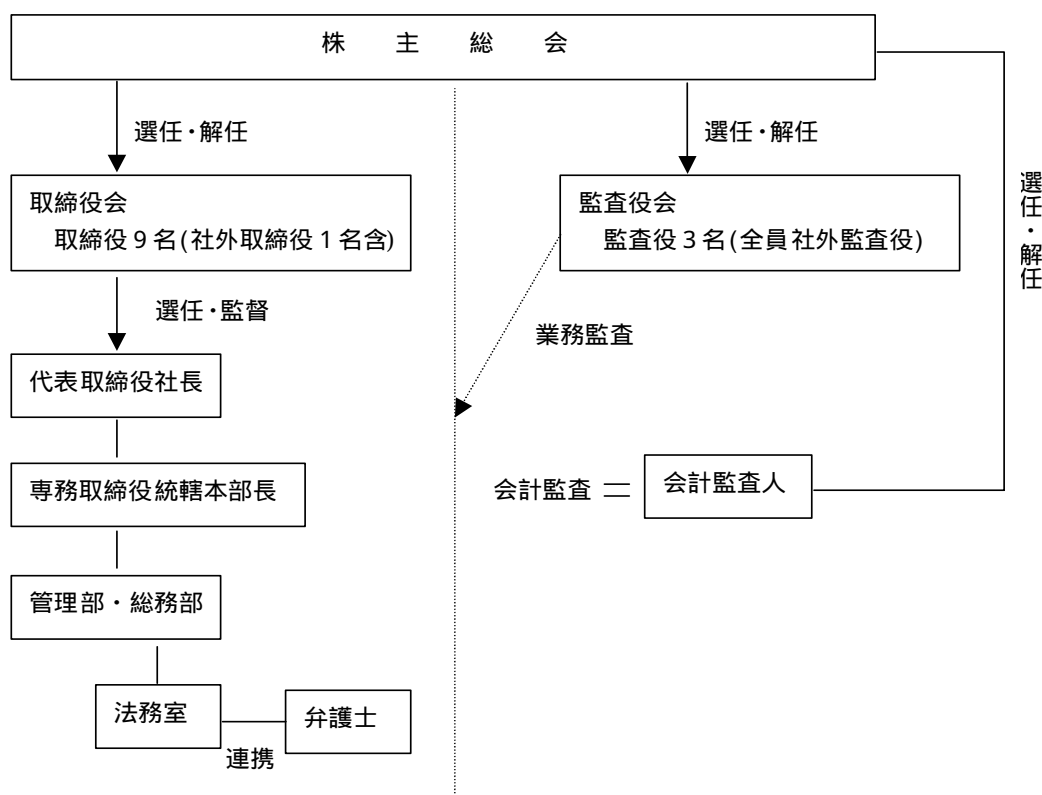 株 主 総 会
選任・解任
選任・解任
選任・解任
取締役会
取締役9名(社外取締役1名含)
監査役会
監査役3名(全員社外監査役)
選任・監督
業務監査
代表取締役社長
専務取締役統轄本部長
会計監査
会計監査人
管理部・総務部
法務室
弁護士
連携